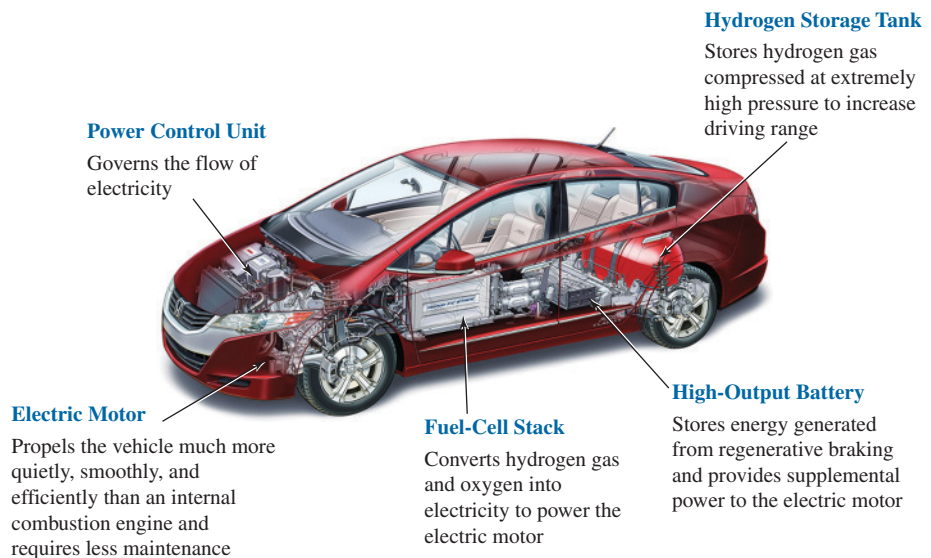 Hydrogen Storage Tank
Stores hydrogen gas
compressed at extremely
high pressure to increase
driving range
Power Control Unit
Governs the flow of
electricity
Electric Motor
Propels the vehicle much more
quietly, smoothly, and
efficiently than an internal
combustion engine and
requires less maintenance
Fuel-Cell Stack
Converts hydrogen gas
and oxygen into
electricity to power the
electric motor
High-Output Battery
Stores energy generated
from regenerative braking
and provides supplemental
power to the electric motor